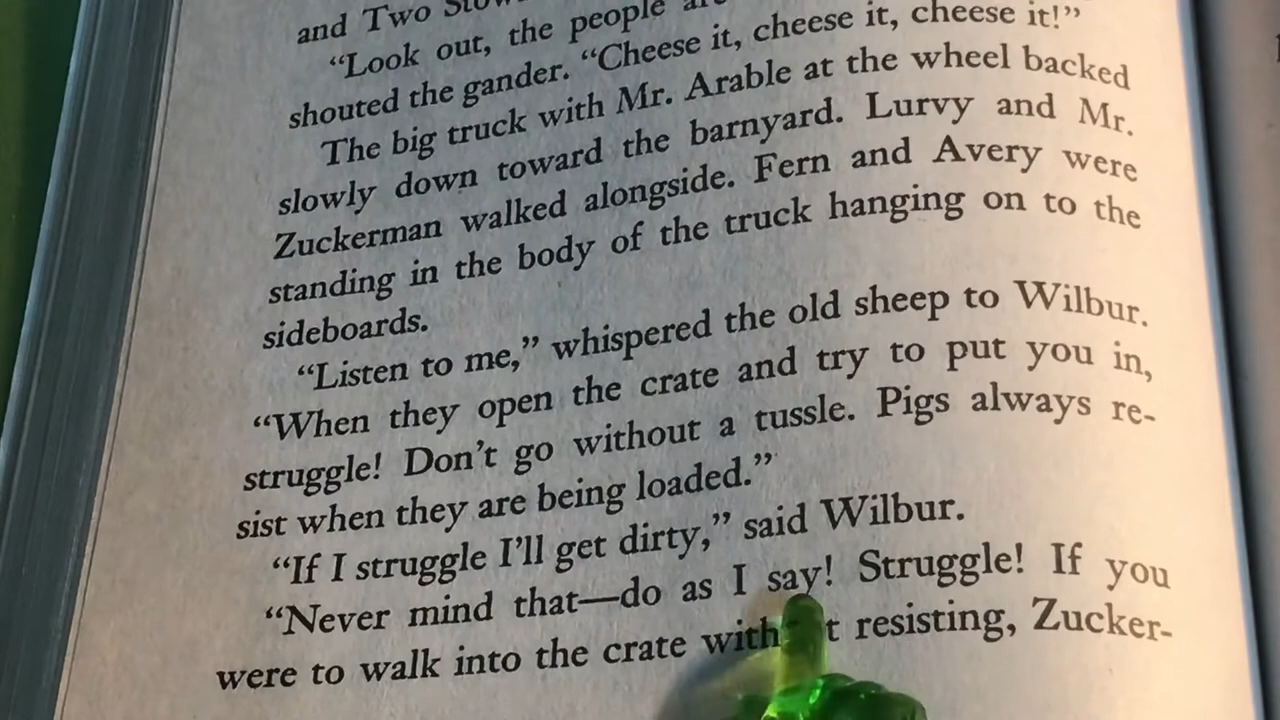 and Two
“Look out, the people
shouted the gander. “Cheese it, cheese it, cheese it!”
The big truck with Mr. Arable at the wheel backed
slowly down toward the barnyard. Lurvy and Mr.
Zuckerman walked alongside. Fern and Avery were
standing in the body of the truck hanging on to the
sideboards.
“Listen to me,” whispered the old sheep to Wilbur.
“When they open the crate and try to put you in,
struggle! Don’t go without a tussle. Pigs always re-
sist when they are being loaded.”
“If I struggle I’ll get dirty,” said Wilbur.
“Never mind that—do as I say! Struggle! If you
were to walk into the crate with t resisting, Zucker-